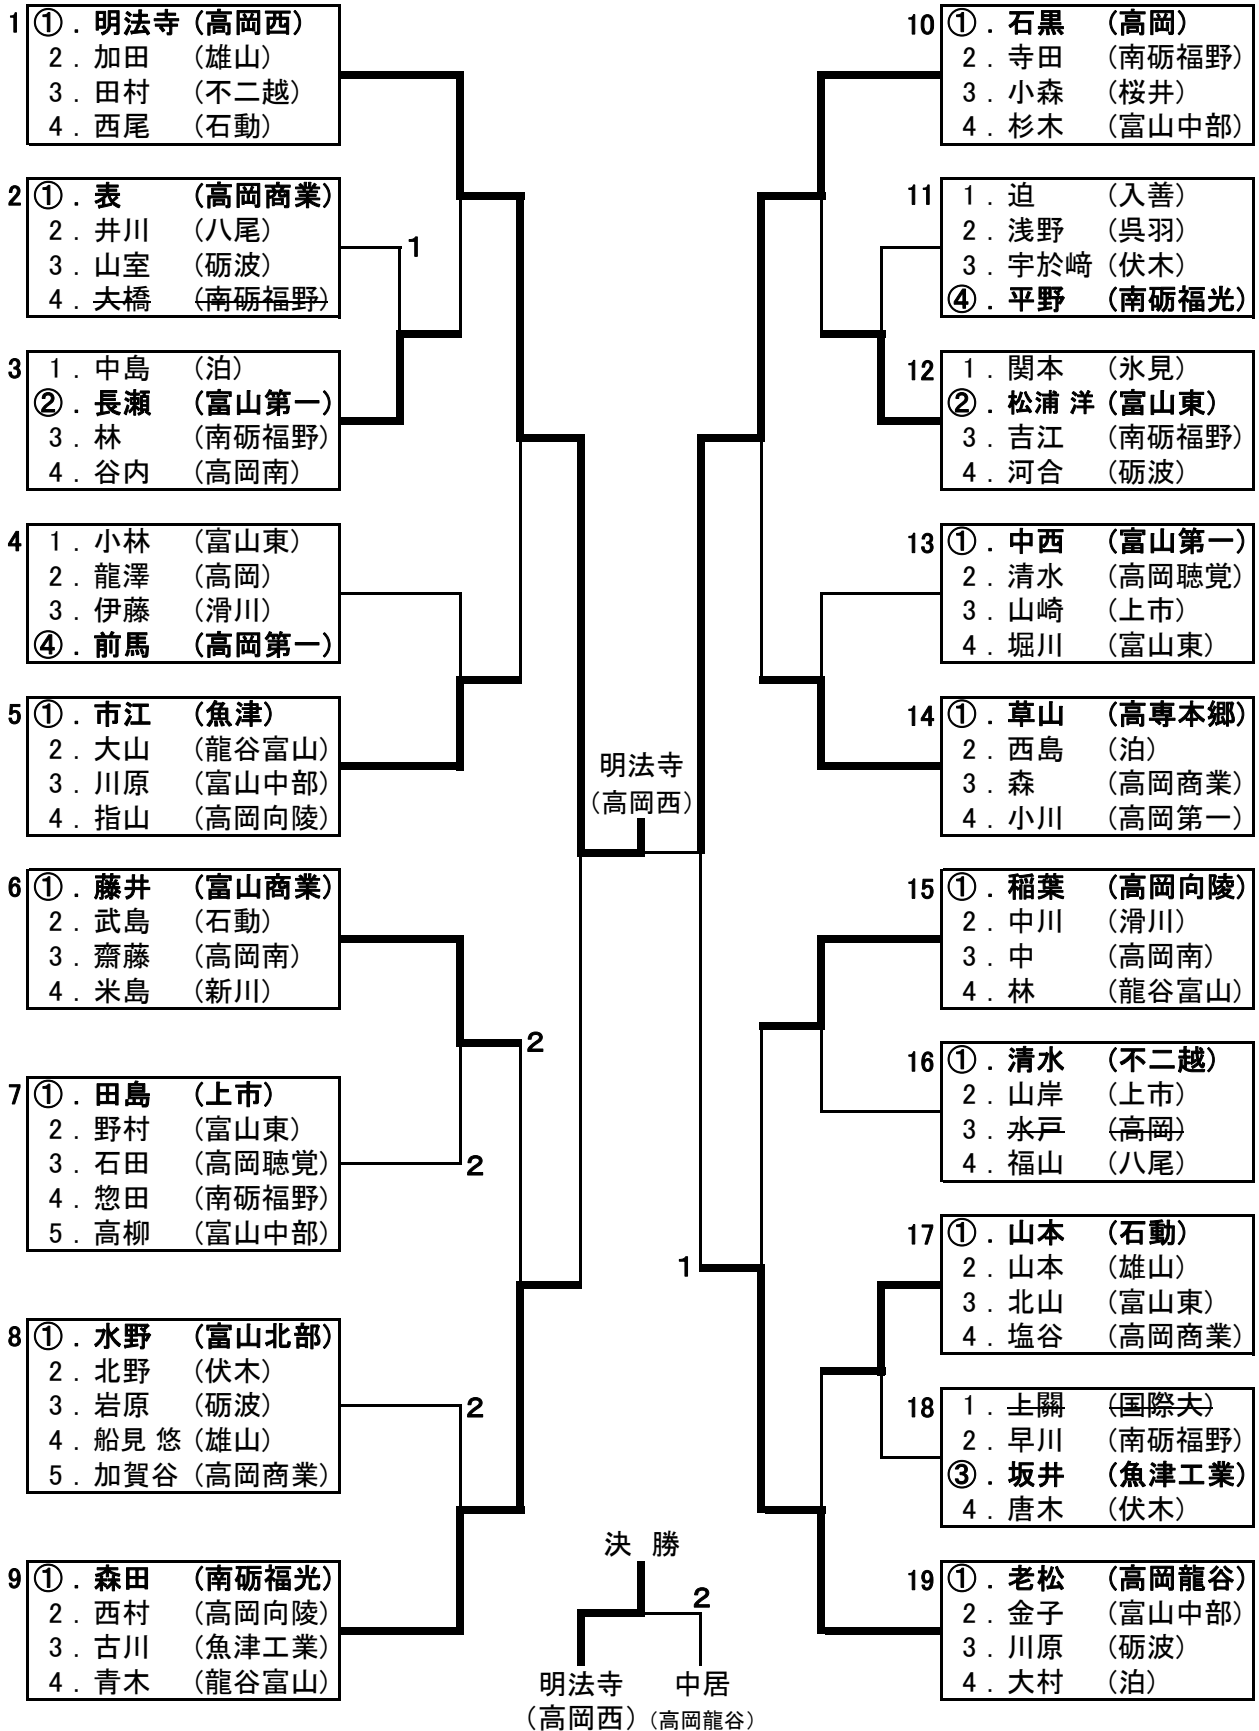 1
①．明法寺（高岡西）
2．加田（雄山）
3．田村（不二越）
4．西尾（石動）
2
①．表（高岡商業）
2．井川（八尾）
3．山室（砺波）
4．大橋（南砺福野）
1
3
1．中島（泊）
②．長瀬（富山第一）
3．林（南砺福野）
4．谷内（高岡南）
4
1．小林（富山東）
2．龍澤（高岡）
3．伊藤（滑川）
④．前馬（高岡第一）
5
①．市江（魚津）
2．大山（龍谷富山）
3．川原（富山中部）
4．指山（高岡向陵）
6
①．藤井（富山商業）
2．武島（石動）
3．齋藤（高岡南）
4．米島（新川）
2
7
①．田島（上市）
2．野村（富山東）
3．石田（高岡聴覚）
4．惣田（南砺福野）
5．高柳（富山中部）
2
8
①．水野（富山北部）
2．北野（伏木）
3．岩原（砺波）
4．船見 悠（雄山）
5．加賀谷（高岡商業）
2
9
①．森田（南砺福光）
2．西村（高岡向陵）
3．古川（魚津工業）
4．青木（龍谷富山）
明法寺
（高岡西）
10
①．石黒（高岡）
2．寺田（南砺福野）
3．小森（桜井）
4．杉木（富山中部）
11
1．迫（入善）
2．浅野（呉羽）
3．宇於﨑（伏木）
④．平野（南砺福光）
12
1．関本（氷見）
②．松浦 洋（富山東）
3．吉江（南砺福野）
4．河合（砺波）
13
①．中西（富山第一）
2．清水（高岡聴覚）
3．山崎（上市）
4．堀川（富山東）
14
①．草山（高専本郷）
2．西島（泊）
3．森（高岡商業）
4．小川（高岡第一）
15
①．稲葉（高岡向陵）
2．中川（滑川）
3．中（高岡南）
4．林（龍谷富山）
16
①．清水（不二越）
2．山岸（上市）
3．水戸（高岡）
4．福山（八尾）
1
17
①．山本（石動）
2．山本（雄山）
3．北山（富山東）
4．塩谷（高岡商業）
18
1．上關（国際大）
2．早川（南砺福野）
③．坂井（魚津工業）
4．唐木（伏木）
19
①．老松（高岡龍谷）
2．金子（富山中部）
3．川原（砺波）
4．大村（泊）
決 勝
2
明法寺 中居
（高岡西）（高岡龍谷）